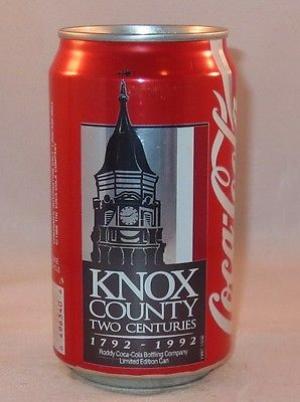 KNOX
COUNTY
TWO CENTURIES
1792 - 1992
Roddy Coca-Cola Bottling Company
Limited Edition Can
Coca-Cola